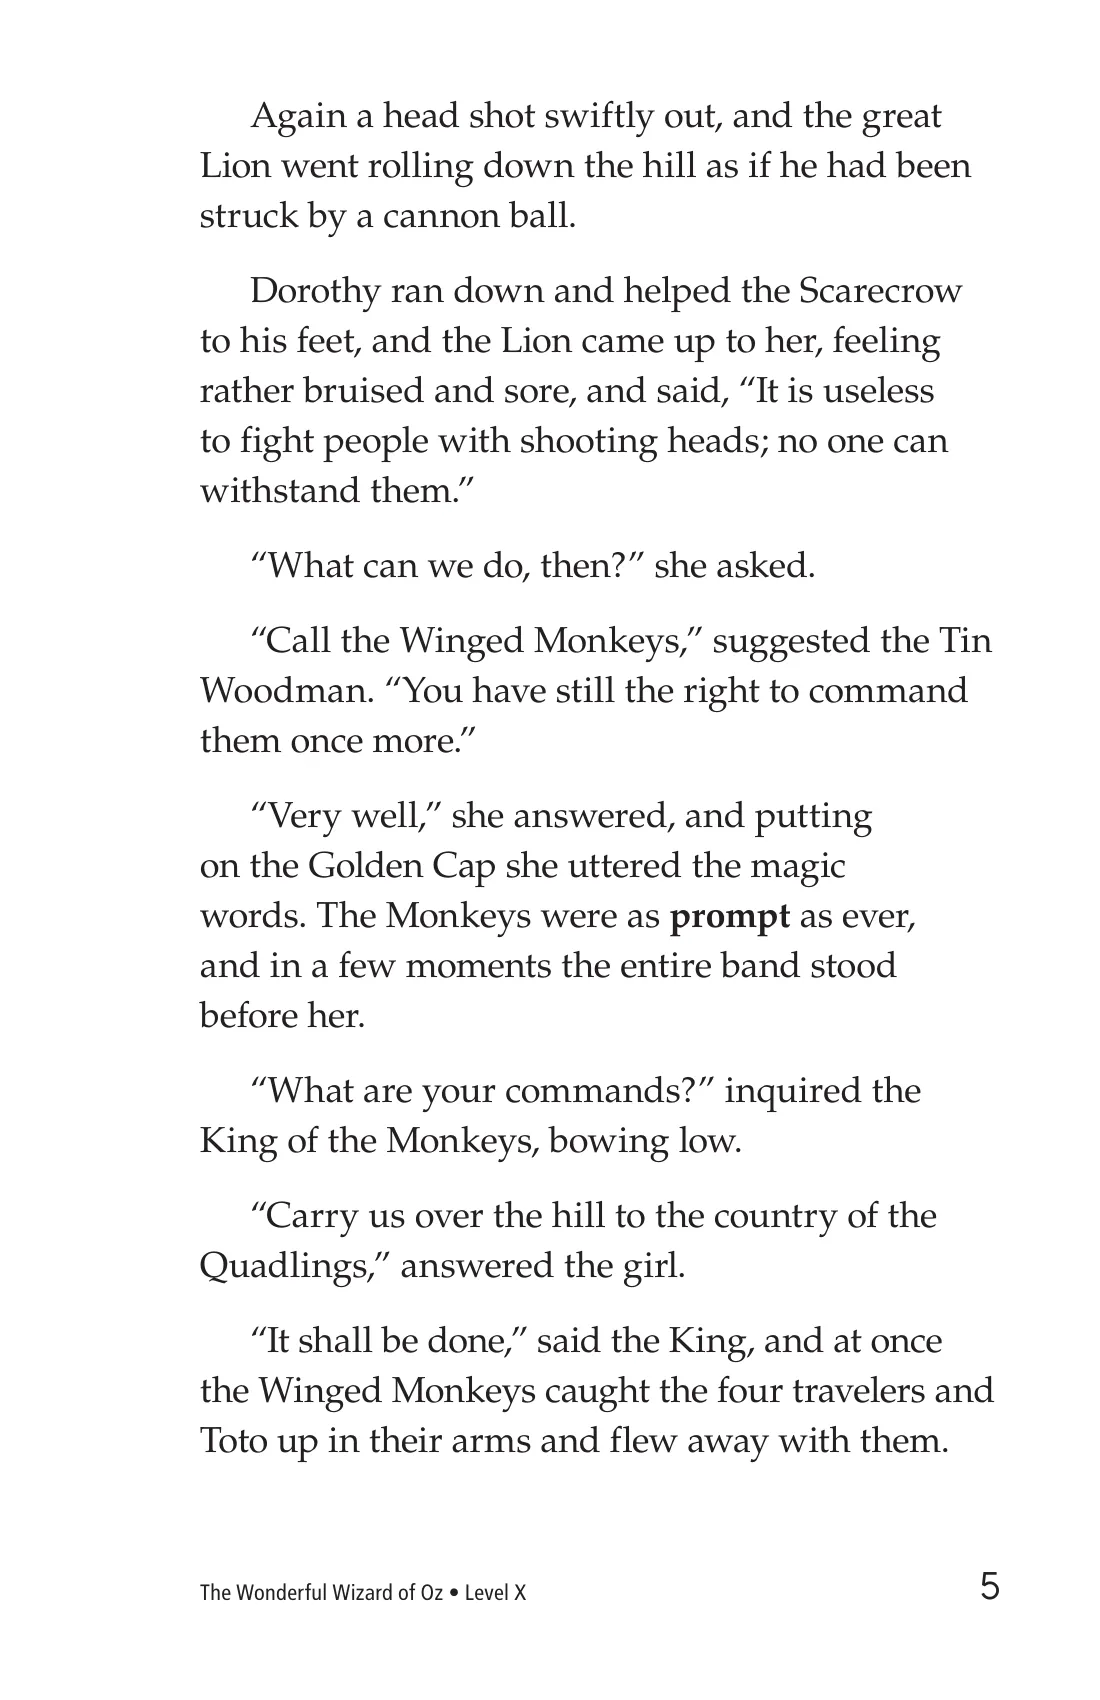 Again a head shot swiftly out, and the great
Lion went rolling down the hill as if he had been
struck by a cannon ball.
Dorothy ran down and helped the Scarecrow
to his feet, and the Lion came up to her, feeling
rather bruised and sore, and said, “It is useless
to fight people with shooting heads; no one can
withstand them.”
“What can we do, then?” she asked.
“Call the Winged Monkeys,” suggested the Tin
Woodman. “You have still the right to command
them once more.”
“Very well,” she answered, and putting
on the Golden Cap she uttered the magic
words. The Monkeys were as prompt as ever,
and in a few moments the entire band stood
before her.
“What are your commands?” inquired the
King of the Monkeys, bowing low.
“Carry us over the hill to the country of the
Quadlings,” answered the girl.
“It shall be done,” said the King, and at once
the Winged Monkeys caught the four travelers and
Toto up in their arms and flew away with them.
The Wonderful Wizard of Oz • Level X 5